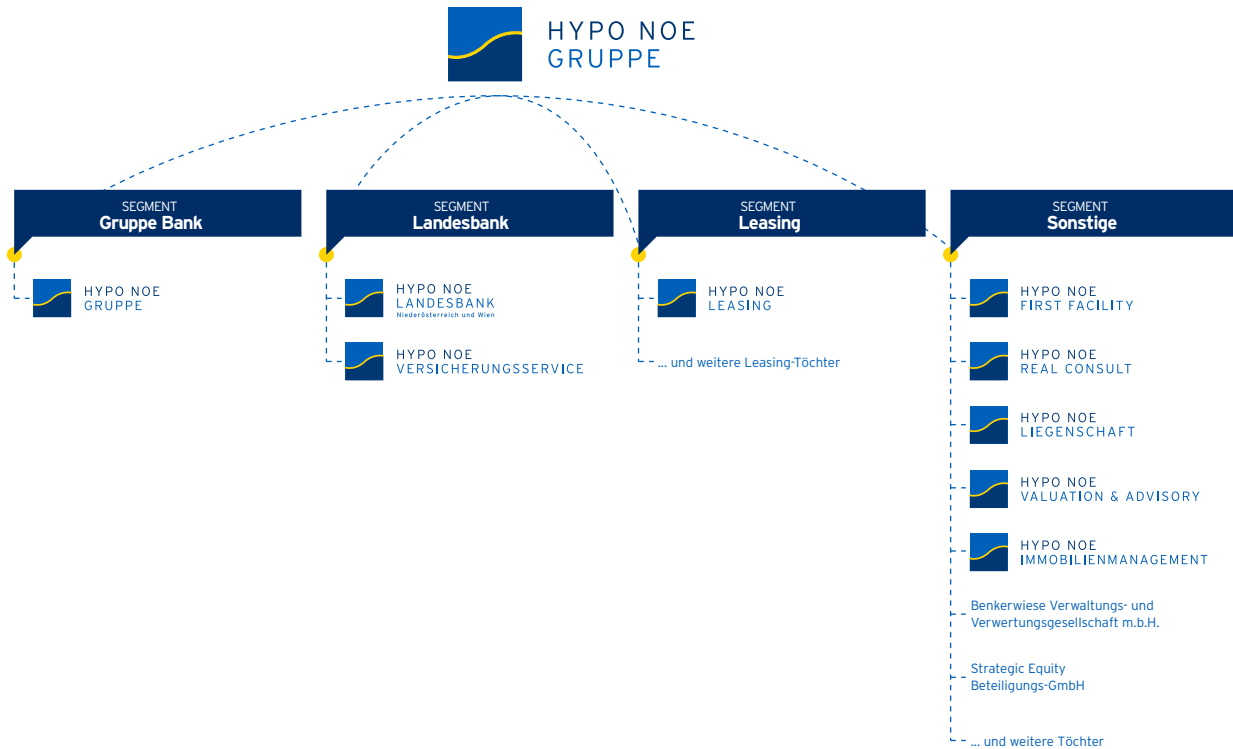 HYPO NOE
GRUPPE
SEGMENT
Gruppe Bank
HYPO NOE
GRUPPE
SEGMENT
Landesbank
HYPO NOE
LANDESBANK
Niederösterreich und Wien
HYPO NOE
VERSICHERUNGSSERVICE
SEGMENT
Leasing
HYPO NOE
LEASING
... und weitere Leasing-Töchter
SEGMENT
Sonstige
HYPO NOE
FIRST FACILITY
HYPO NOE
REAL CONSULT
HYPO NOE
LIEGENSCHAFT
HYPO NOE
VALUATION & ADVISORY
HYPO NOE
IMMOBILIENMANAGEMENT
Benkerwiese Verwaltungs- und
Verwertungsgesellschaft m.b.H.
Strategic Equity
Beteiligungs-GmbH
... und weitere Töchter